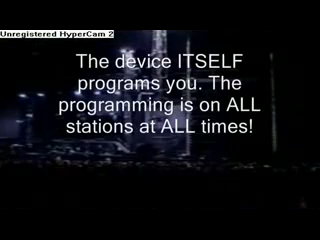 Unregistered HyperCam 2
The device ITSELF
programs you. The
programming is on ALL
stations at ALL times!